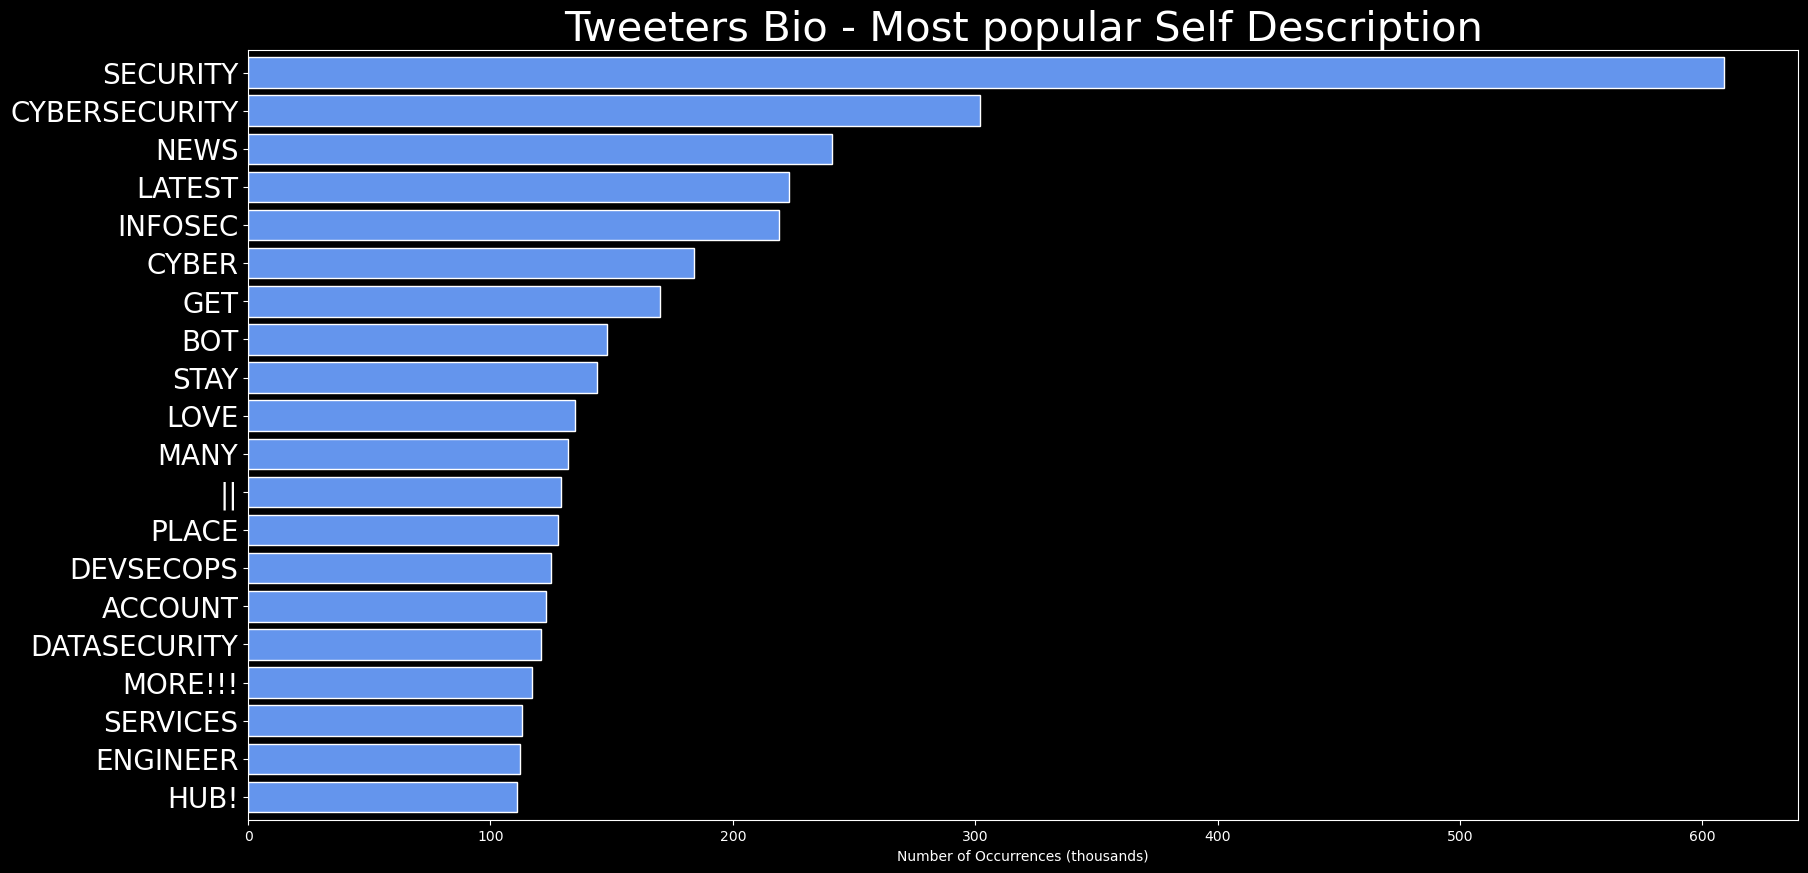 Tweeters Bio - Most popular Self Description
SECURITY
CYBERSECURITY
NEWS
LATEST
INFOSEC
CYBER
GET
BOT
STAY
LOVE
MANY
||
PLACE
DEVSECOPS
ACCOUNT
DATASECURITY
MORE!!!
SERVICES
ENGINEER
HUB!
0 100 200 300 400 500 600
Number of Occurrences (thousands)